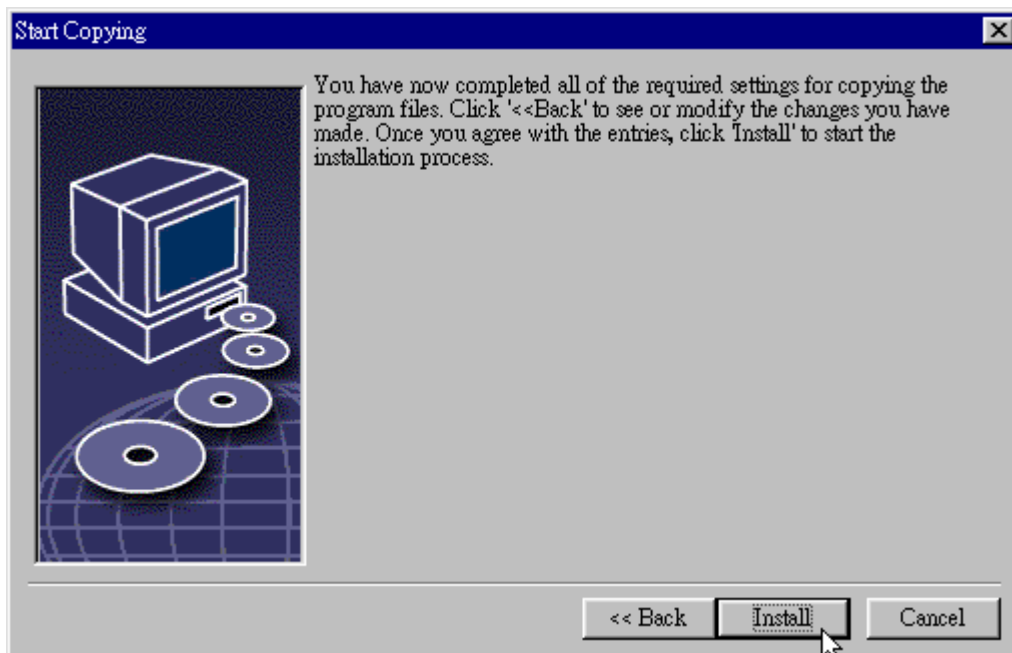 Start Copying
You have now completed all of the required settings for copying the
program files. Click '<<Back' to see or modify the changes you have
made. Once you agree with the entries, click 'Install' to start the
installation process.
<< Back
Install
Cancel